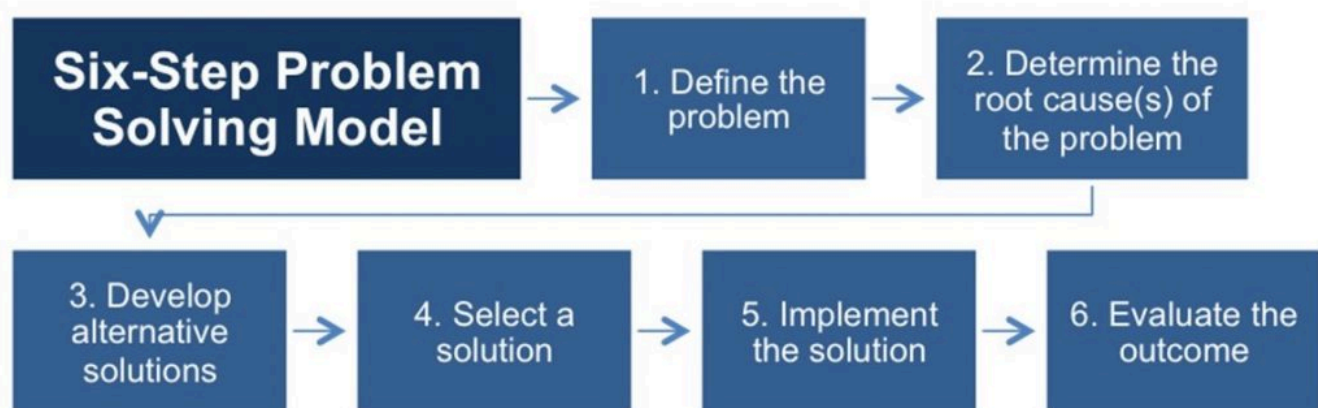 Six-Step Problem
Solving Model
1. Define the
problem
2. Determine the
root cause(s) of
the problem
3. Develop
alternative
solutions
4. Select a
solution
5. Implement
the solution
6. Evaluate the
outcome